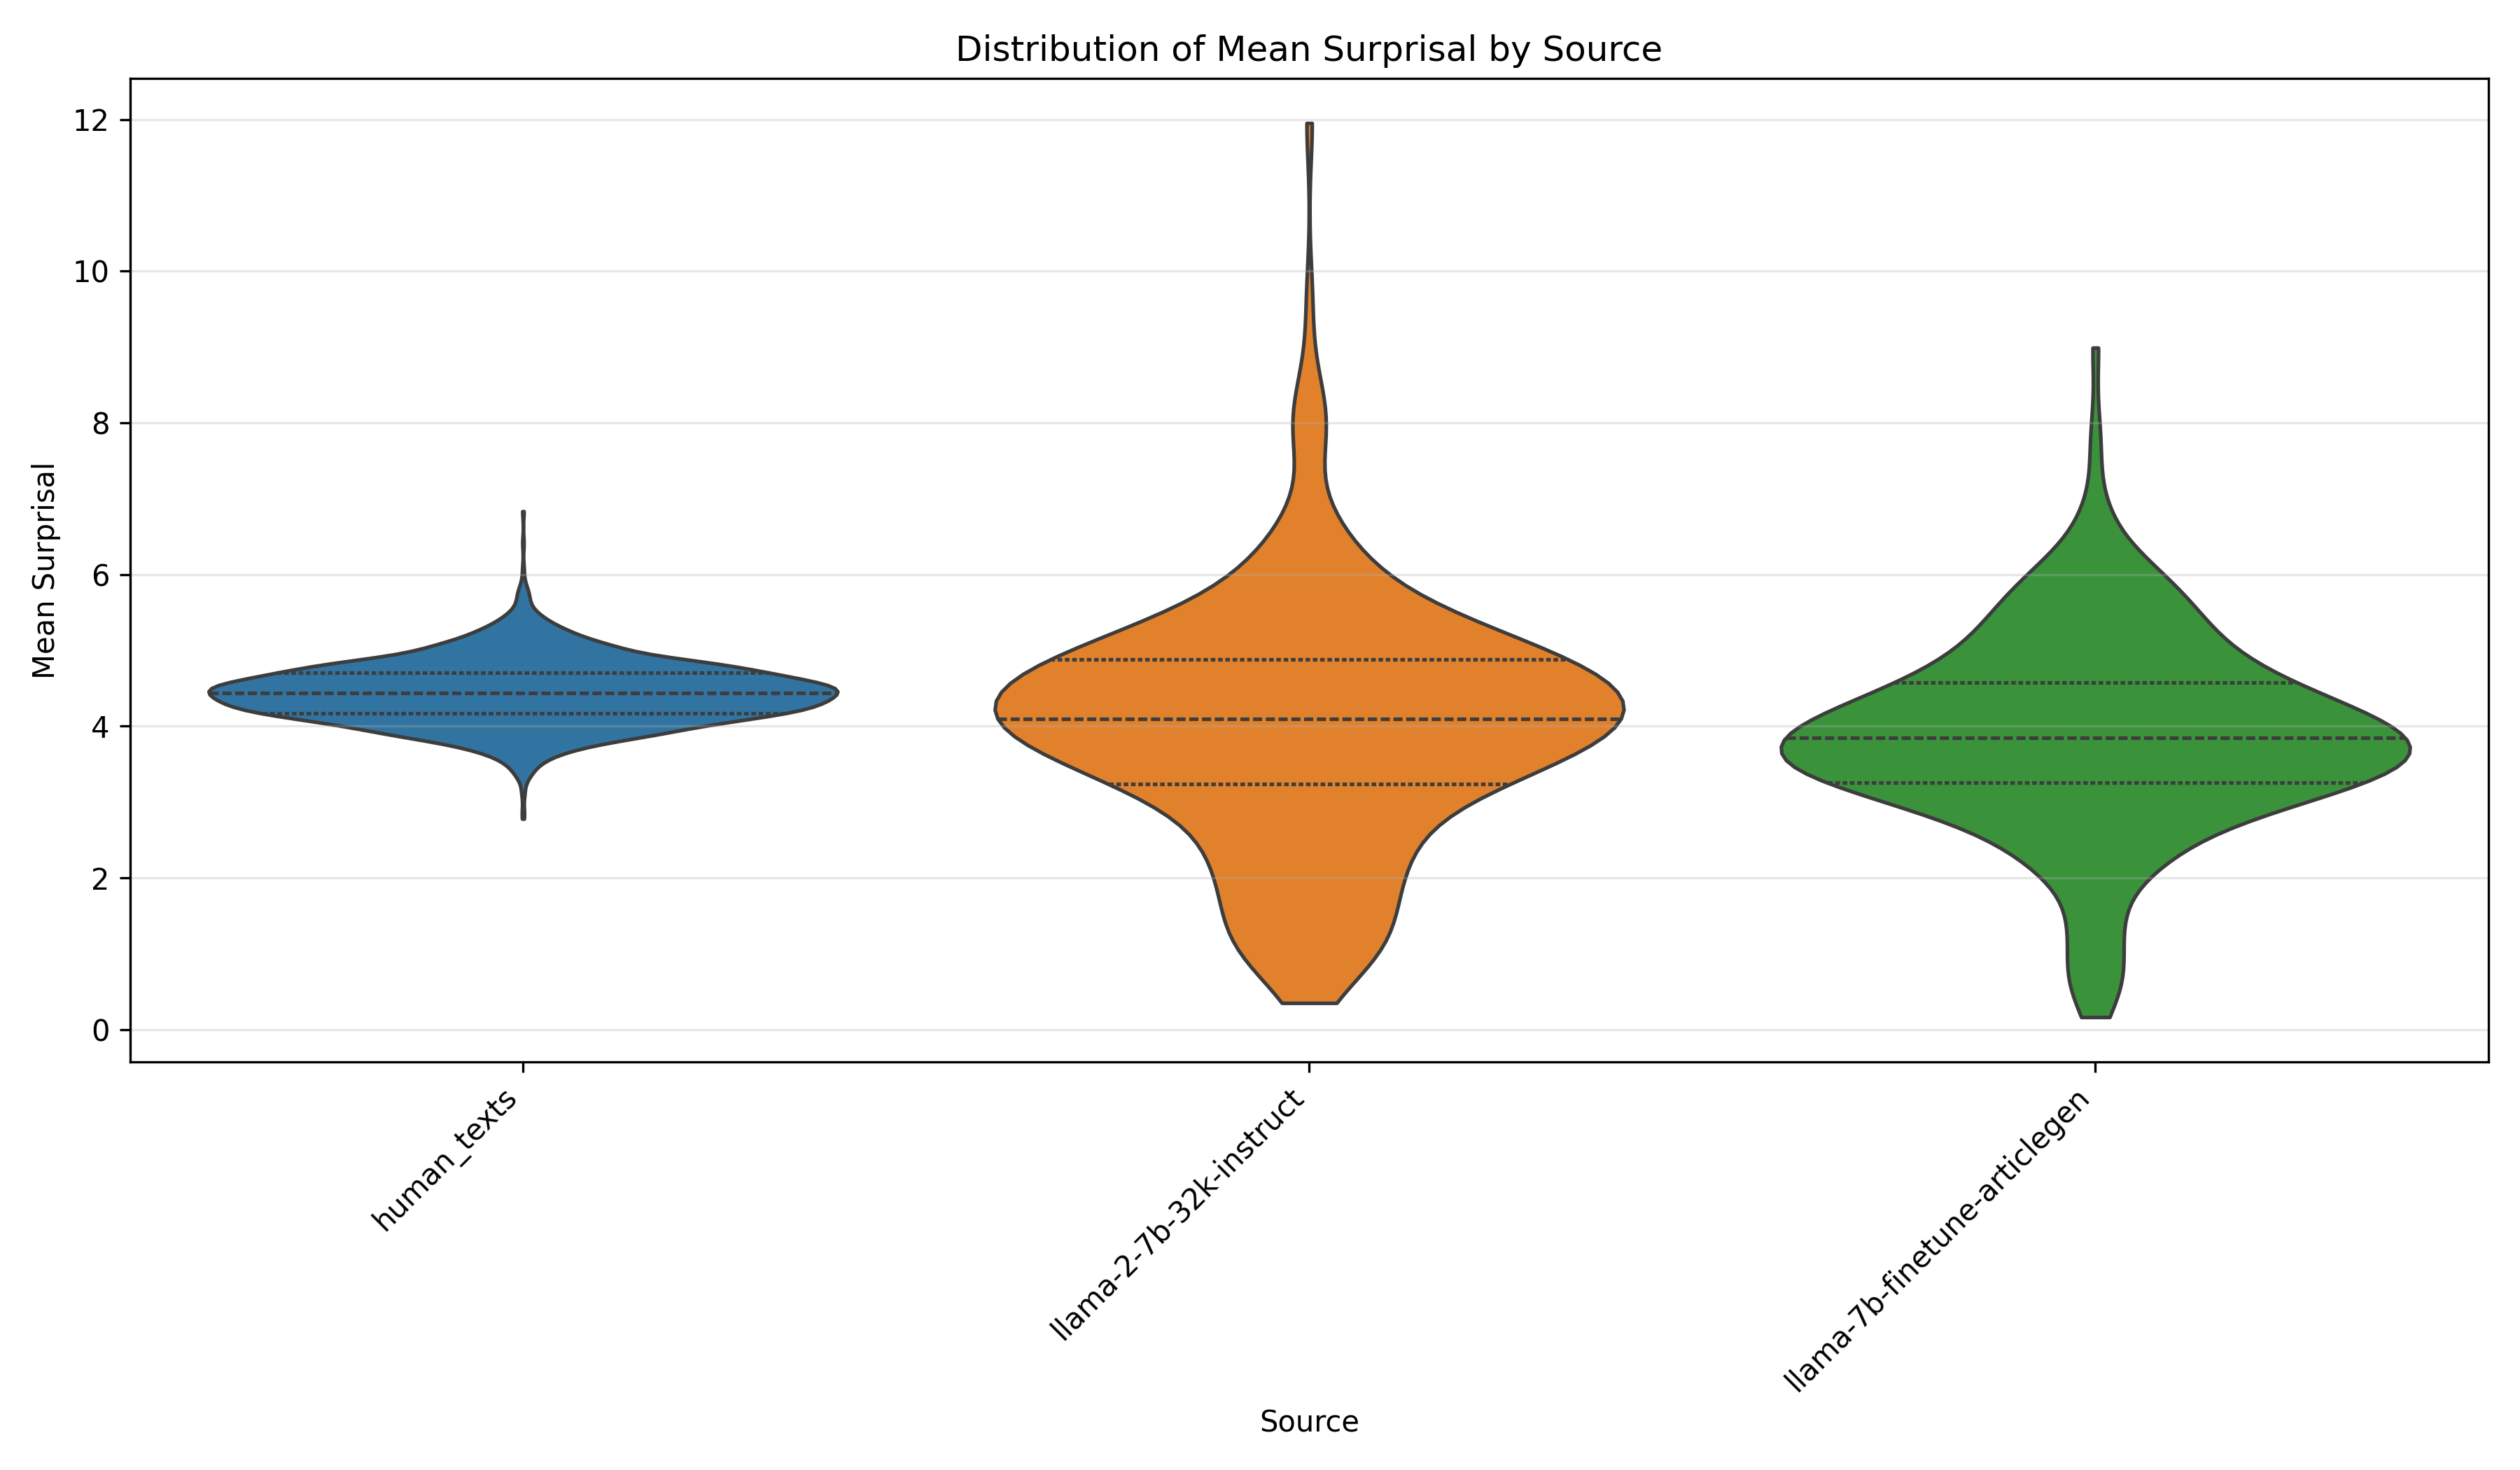 Distribution of Mean Surprisal by Source
Mean Surprisal
12
10
8
6
4
2
0
human_texts
llama-2-7b-32k-instruct
llama-7b-finetune-articlegen
Source